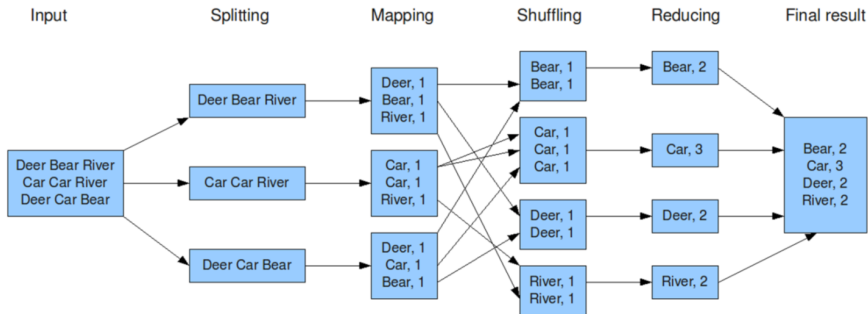 Input
Splitting
Mapping
Shuffling
Reducing
Final result
Deer Bear River
Car Car River
Deer Car Bear
Deer Bear River
Car Car River
Deer Car Bear
Deer, 1
Bear, 1
River, 1
Car, 1
Car, 1
River, 1
Deer, 1
Car, 1
Bear, 1
Bear, 1
Bear, 1
Car, 1
Car, 1
Car, 1
Deer, 1
Deer, 1
River, 1
River, 1
Bear, 2
Car, 3
Deer, 2
River, 2
Bear, 2
Car, 3
Deer, 2
River, 2